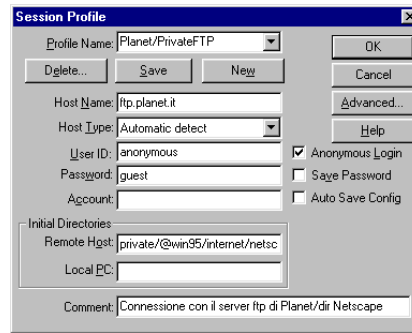 Session Profile
Profile Name: Planet/PrivateFTP
OK
Delete... Save New
Cancel
Host Name: ftp.planet.it
Advanced...
Host Type: Automatic detect
Help
User ID: anonymous
Anonymous Login
Password: guest
Save Password
Account:
Auto Save Config
Initial Directories
Remote Host: private/@win95/internet/netsc
Local PC:
Comment: Connessione con il server ftp di Planet/dir Netscape